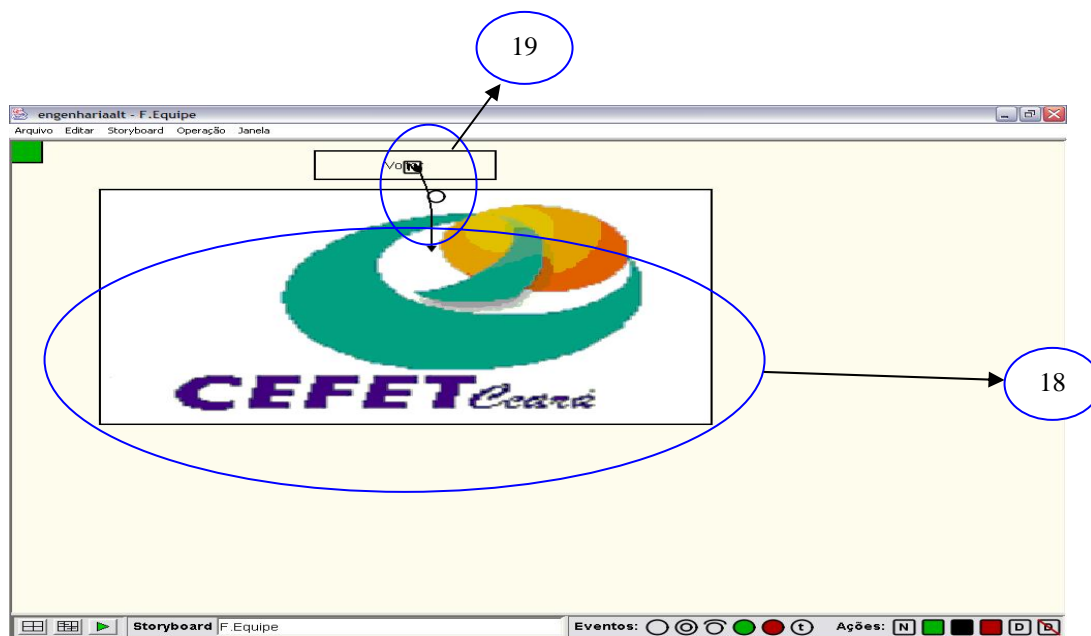 19
engenhariaalt - F.Equipe
Arquivo Editar Storyboard Operação Janela
CEFET Ceará
18
Storyboard F.Equipe Eventos: t Ações: N D D